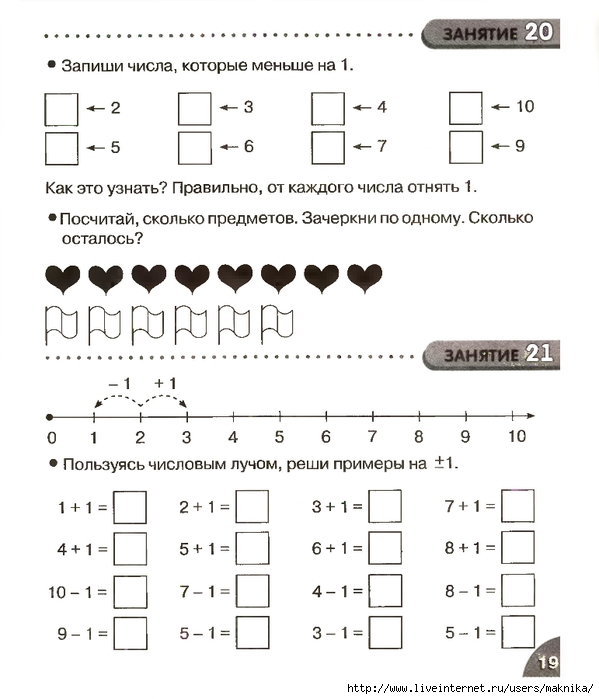 ЗАНЯТИЕ 20
• Запиши числа, которые меньше на 1.
← 2 ← 3 ← 4 ← 10
← 5 ← 6 ← 7 ← 9
Как это узнать? Правильно, от каждого числа отнять 1.
• Посчитай, сколько предметов. Зачеркни по одному. Сколько
осталось?
ЗАНЯТИЕ 21
– 1 + 1
0 1 2 3 4 5 6 7 8 9 10
• Пользуясь числовым лучом, реши примеры на ±1.
1 + 1 = 2 + 1 = 3 + 1 = 7 + 1 =
4 + 1 = 5 + 1 = 6 + 1 = 8 + 1 =
10 – 1 = 7 – 1 = 4 – 1 = 8 – 1 =
9 – 1 = 5 – 1 = 3 – 1 = 5 – 1 =
19
http://www.liveinternet.ru/users/maknika/